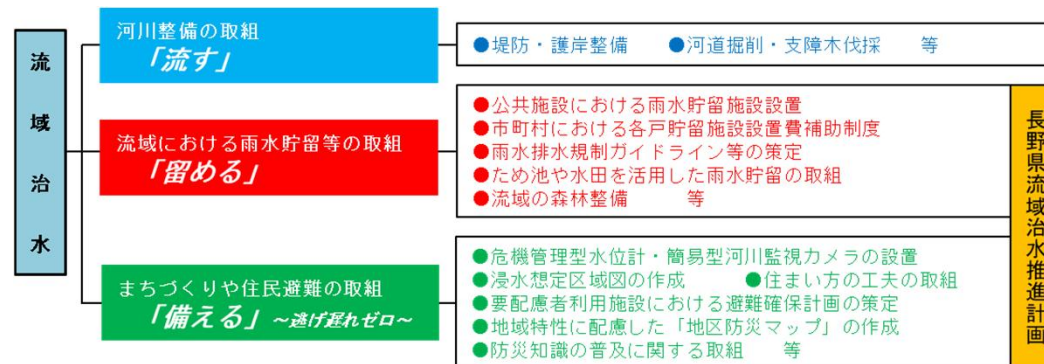 流域治水
河川整備の取組
「流す」
●堤防・護岸整備　●河道掘削・支障木伐採　等
流域における雨水貯留等の取組
「留める」
●公共施設における雨水貯留施設設置
●市町村における各戸貯留施設設置費補助制度
●雨水排水規制ガイドライン等の策定
●ため池や水田を活用した雨水貯留の取組
●流域の森林整備　等
まちづくりや住民避難の取組
「備える」～逃げ遅れゼロ～
●危機管理型水位計・簡易型河川監視カメラの設置
●浸水想定区域図の作成　●住まい方の工夫の取組
●要配慮者利用施設における避難確保計画の策定
●地域特性に配慮した「地区防災マップ」の作成
●防災知識の普及に関する取組　等
長野県流域治水推進計画